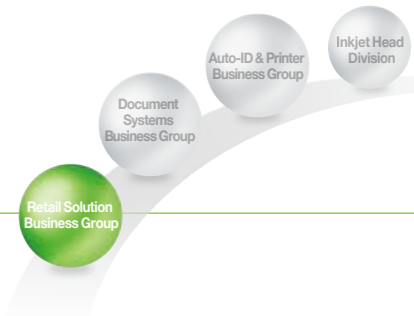 Inkjet Head
Division
Auto-ID & Printer
Business Group
Document
Systems
Business Group
Retail Solution
Business Group